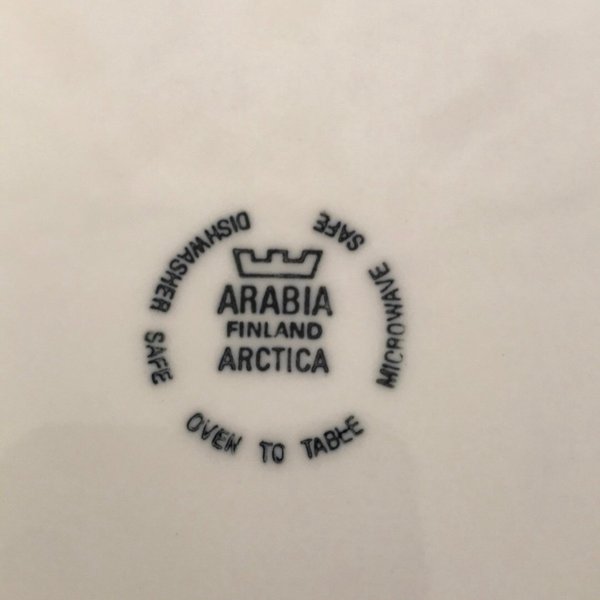 ARABIA
FINLAND
ARCTICA
DISHWASHER SAFE
OVEN TO TABLE
MICROWAVE SAFE